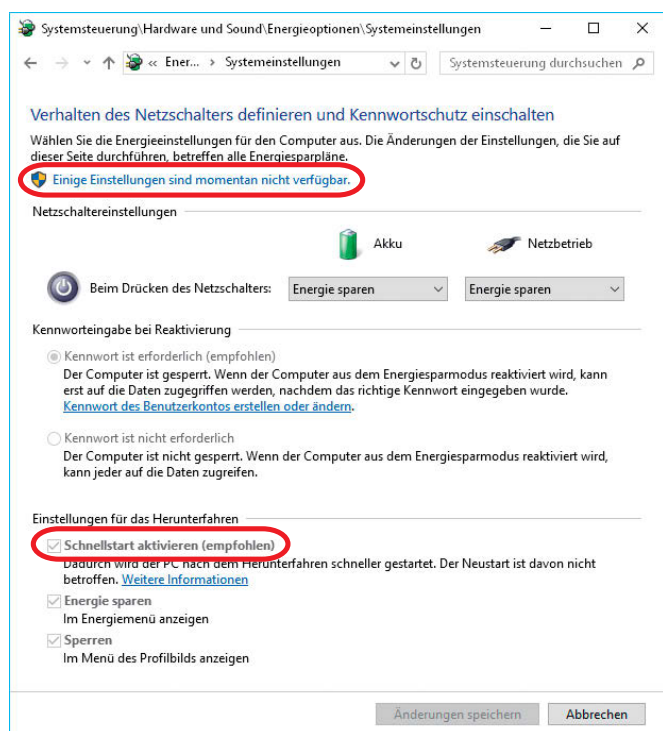 Systemsteuerung\Hardware und Sound\Energieoptionen\Systemeinstellungen
« Ener... › Systemeinstellungen
Systemsteuerung durchsuchen
Verhalten des Netzschalters definieren und Kennwortschutz einschalten
Wählen Sie die Energieeinstellungen für den Computer aus. Die Änderungen der Einstellungen, die Sie auf
dieser Seite durchführen, betreffen alle Energiesparpläne.
Einige Einstellungen sind momentan nicht verfügbar.
Netzschaltereinstellungen
Akku
Netzbetrieb
Beim Drücken des Netzschalters:
Energie sparen
Energie sparen
Kennworteingabe bei Reaktivierung
Kennwort ist erforderlich (empfohlen)
Der Computer ist gesperrt. Wenn der Computer aus dem Energiesparmodus reaktiviert wird, kann
erst auf die Daten zugegriffen werden, nachdem das richtige Kennwort eingegeben wurde.
Kennwort des Benutzerkontos erstellen oder ändern.
Kennwort ist nicht erforderlich
Der Computer ist nicht gesperrt. Wenn der Computer aus dem Energiesparmodus reaktiviert wird,
kann jeder auf die Daten zugreifen.
Einstellungen für das Herunterfahren
Schnellstart aktivieren (empfohlen)
Dadurch wird der PC nach dem Herunterfahren schneller gestartet. Der Neustart ist davon nicht
betroffen. Weitere Informationen
Energie sparen
Im Energiemenü anzeigen
Sperren
Im Menü des Profilbilds anzeigen
Änderungen speichern
Abbrechen